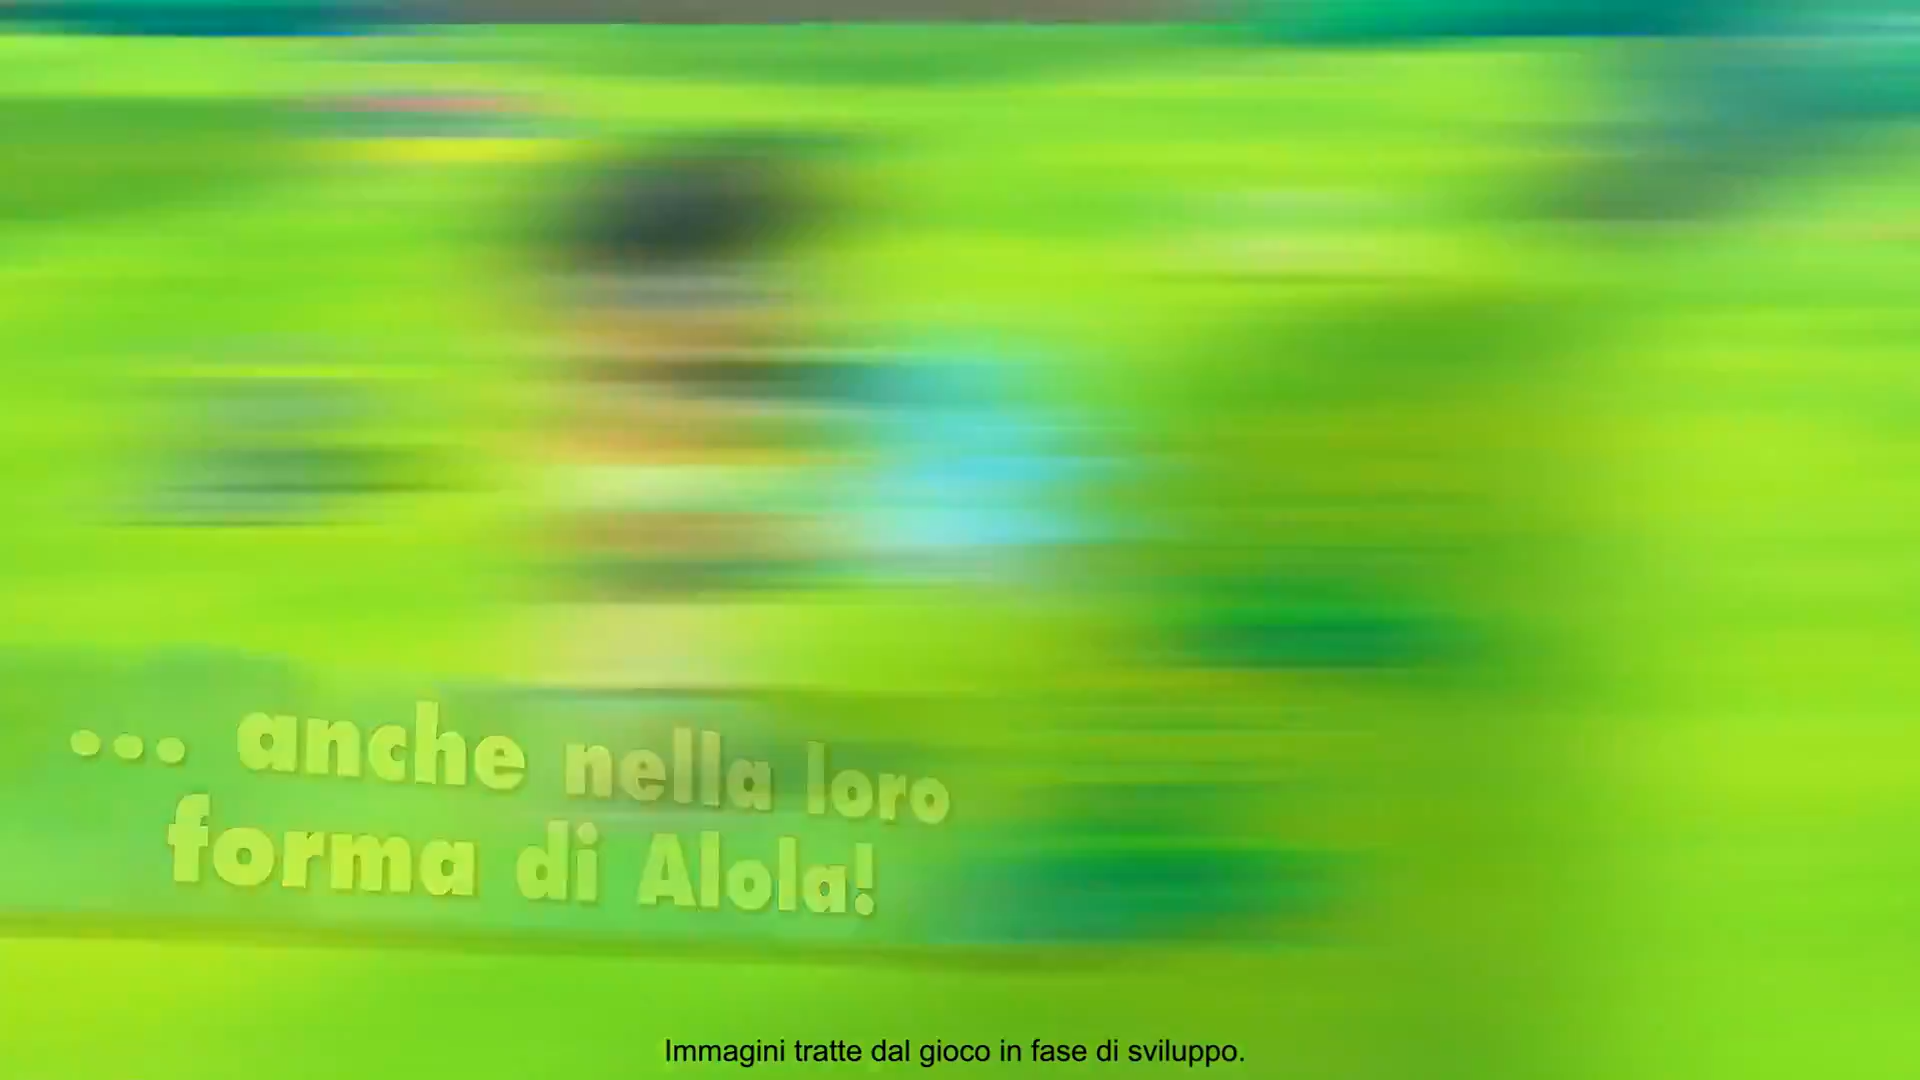 ... anche nella loro
forma di Alola!
Immagini tratte dal gioco in fase di sviluppo.